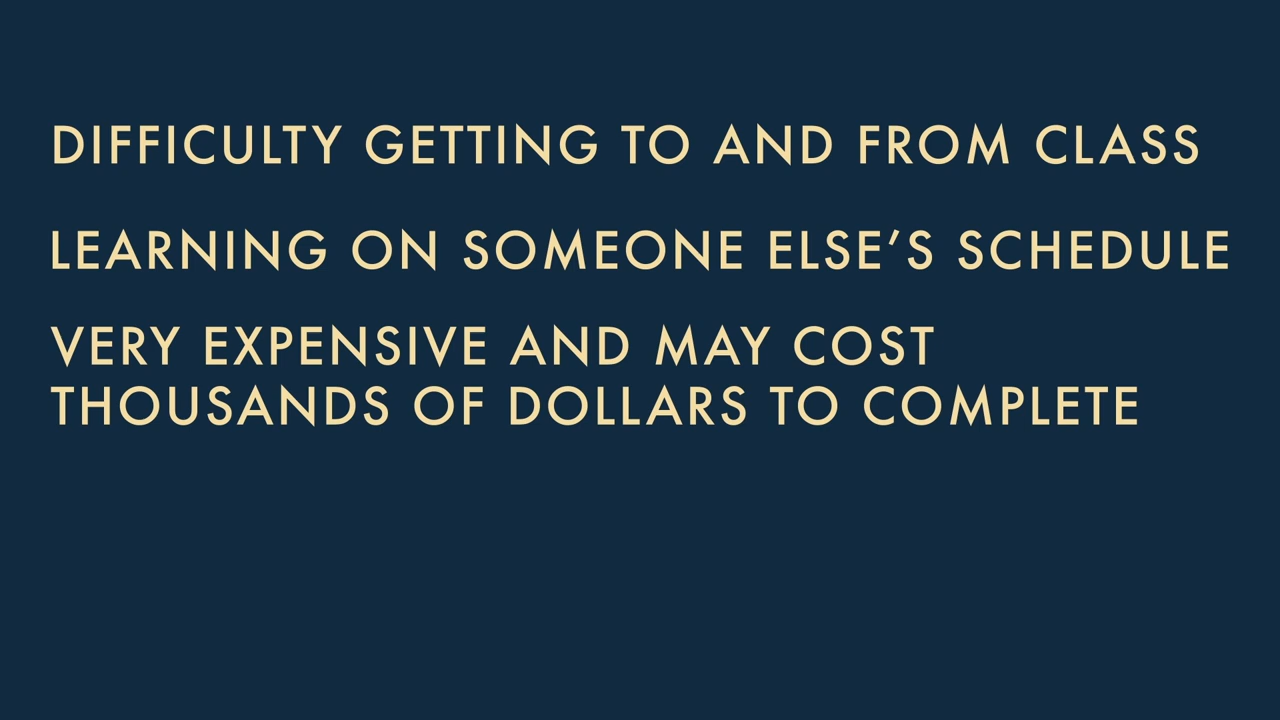 DIFFICULTY GETTING TO AND FROM CLASS
LEARNING ON SOMEONE ELSE’S SCHEDULE
VERY EXPENSIVE AND MAY COST
THOUSANDS OF DOLLARS TO COMPLETE